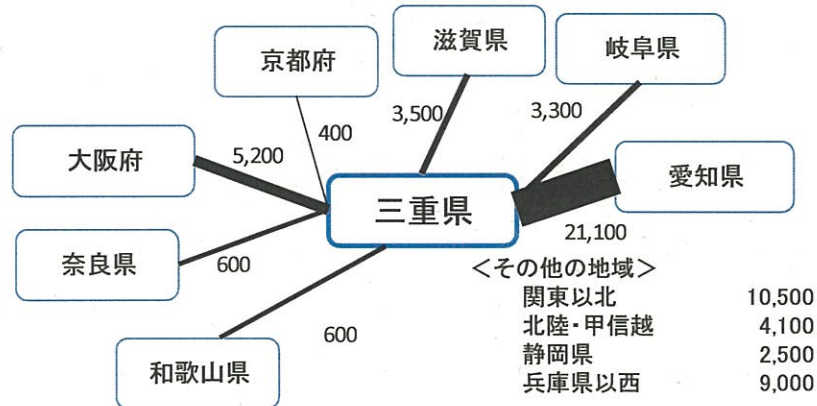 滋賀県
岐阜県
京都府
3,500
3,300
400
大阪府
5,200
愛知県
三重県
21,100
奈良県
600
＜その他の地域＞
関東以北 10,500
北陸・甲信越 4,100
静岡県 2,500
兵庫県以西 9,000
600
和歌山県